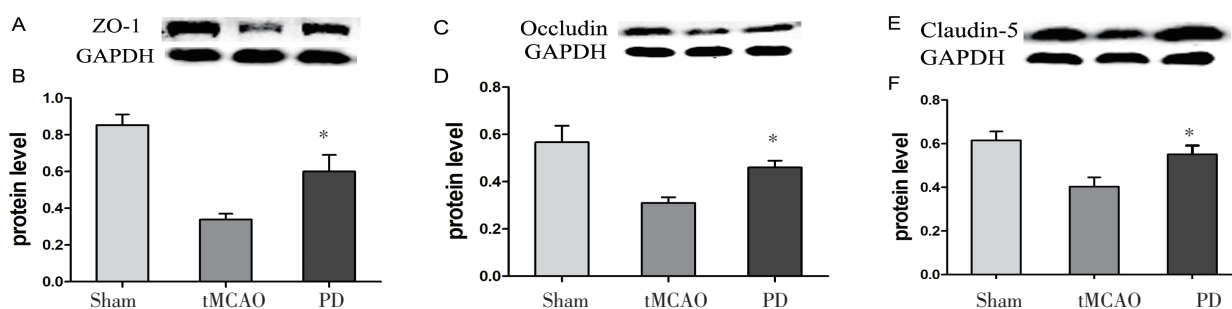 A
ZO-1
GAPDH
B
protein level
1.0
0.8
0.6
0.4
0.2
0.0
*
Sham
tMCAO
PD
C
Occludin
GAPDH
D
protein level
0.8
0.6
0.4
0.2
0.0
*
Sham
tMCAO
PD
E
Claudin-5
GAPDH
F
protein level
0.8
0.6
0.4
0.2
0.0
*
Sham
tMCAO
PD